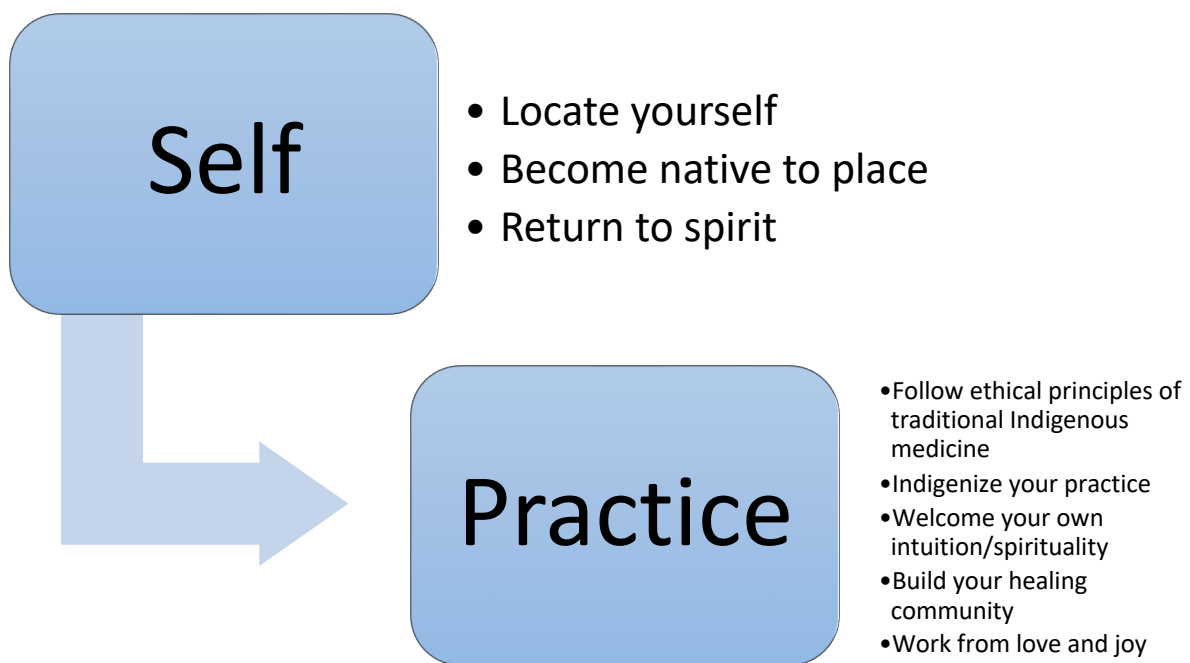 Self
• Locate yourself
• Become native to place
• Return to spirit
Practice
•Follow ethical principles of
traditional Indigenous
medicine
•Indigenize your practice
•Welcome your own
intuition/spirituality
•Build your healing
community
•Work from love and joy